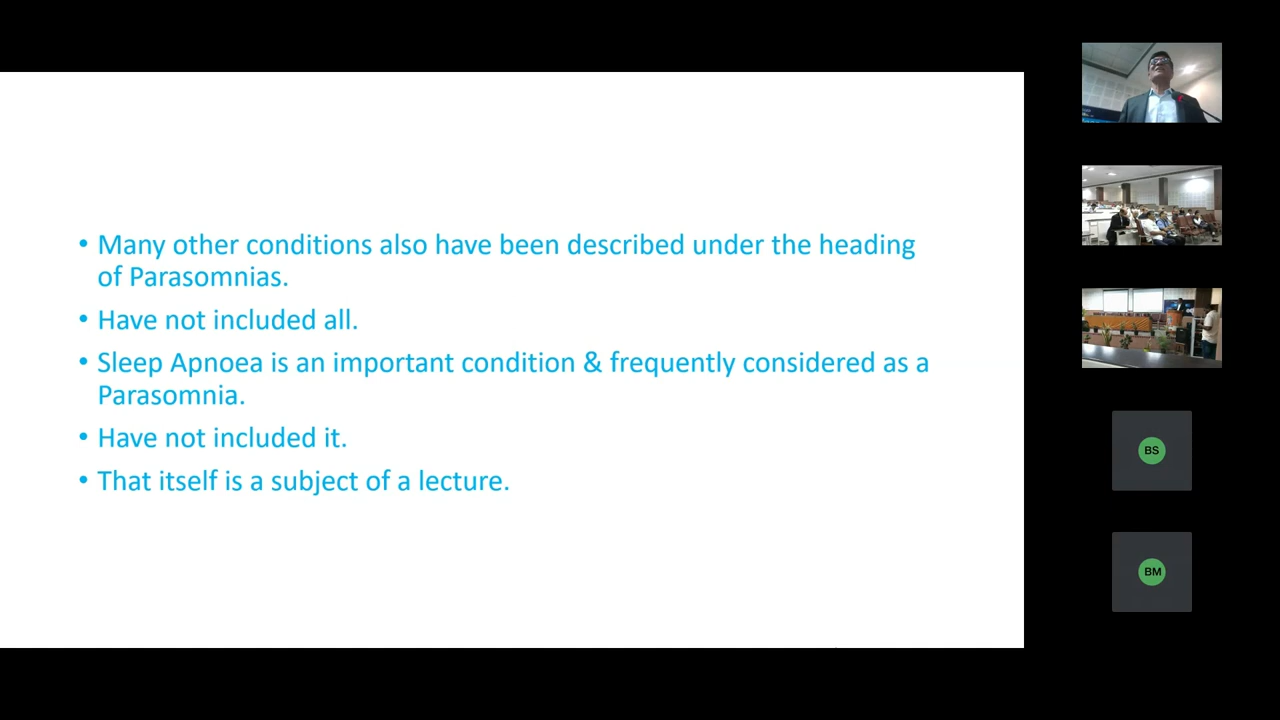 • Many other conditions also have been described under the heading
of Parasomnias.
• Have not included all.
• Sleep Apnoea is an important condition & frequently considered as a
Parasomnia.
• Have not included it.
• That itself is a subject of a lecture.
BS
BM